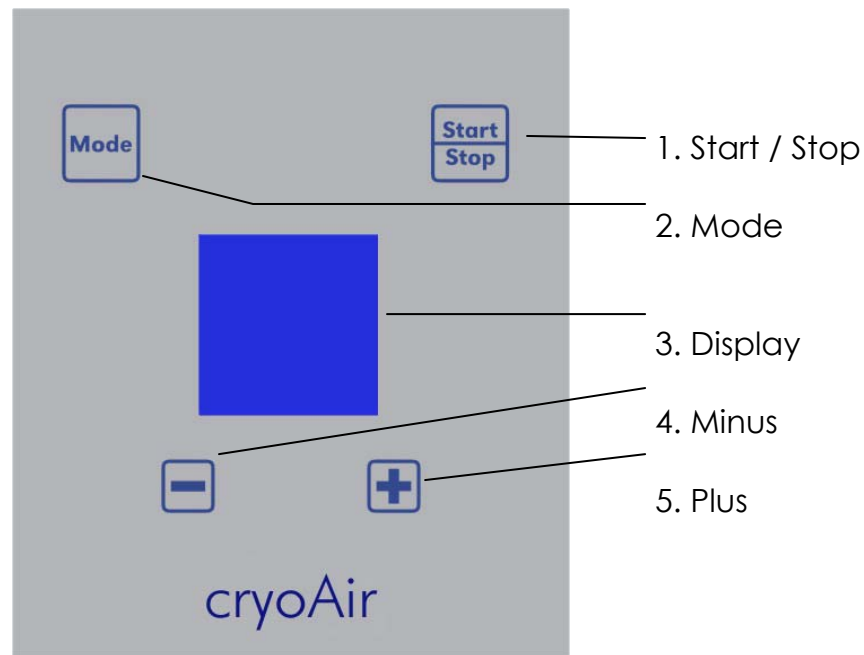 Mode
Start
Stop
1. Start / Stop
2. Mode
3. Display
4. Minus
5. Plus
cryoAir